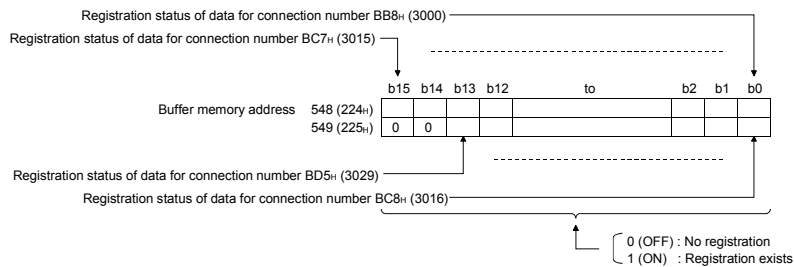 Registration status of data for connection number BB8H (3000)
Registration status of data for connection number BC7H (3015)
b15 b14 b13 b12 to b2 b1 b0
Buffer memory address 548 (224H)
549 (225H) 0 0
Registration status of data for connection number BD5H (3029)
Registration status of data for connection number BC8H (3016)
0 (OFF) : No registration
1 (ON) : Registration exists